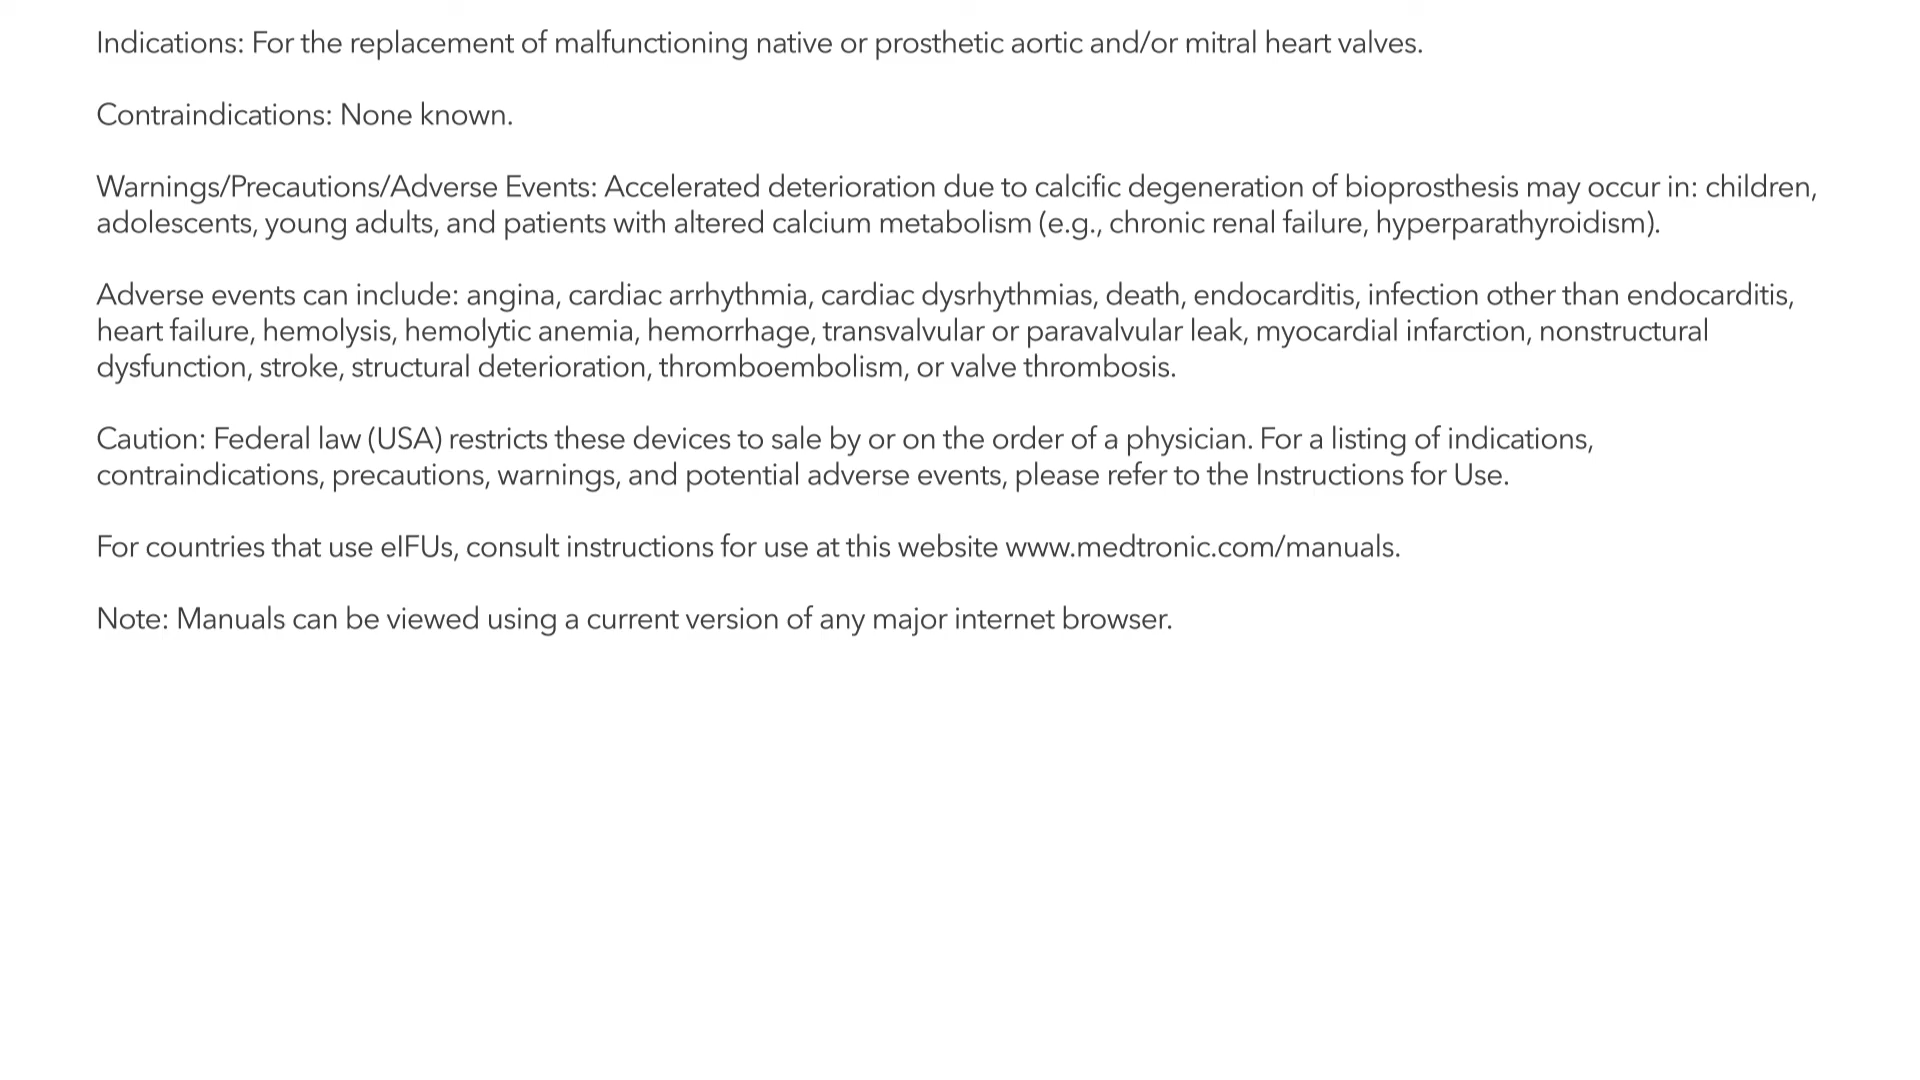 Indications: For the replacement of malfunctioning native or prosthetic aortic and/or mitral heart valves.
Contraindications: None known.
Warnings/Precautions/Adverse Events: Accelerated deterioration due to calcific degeneration of bioprosthesis may occur in: children,
adolescents, young adults, and patients with altered calcium metabolism (e.g., chronic renal failure, hyperparathyroidism).
Adverse events can include: angina, cardiac arrhythmia, cardiac dysrhythmias, death, endocarditis, infection other than endocarditis,
heart failure, hemolysis, hemolytic anemia, hemorrhage, transvalvular or paravalvular leak, myocardial infarction, nonstructural
dysfunction, stroke, structural deterioration, thromboembolism, or valve thrombosis.
Caution: Federal law (USA) restricts these devices to sale by or on the order of a physician. For a listing of indications,
contraindications, precautions, warnings, and potential adverse events, please refer to the Instructions for Use.
For countries that use eIFUs, consult instructions for use at this website www.medtronic.com/manuals.
Note: Manuals can be viewed using a current version of any major internet browser.